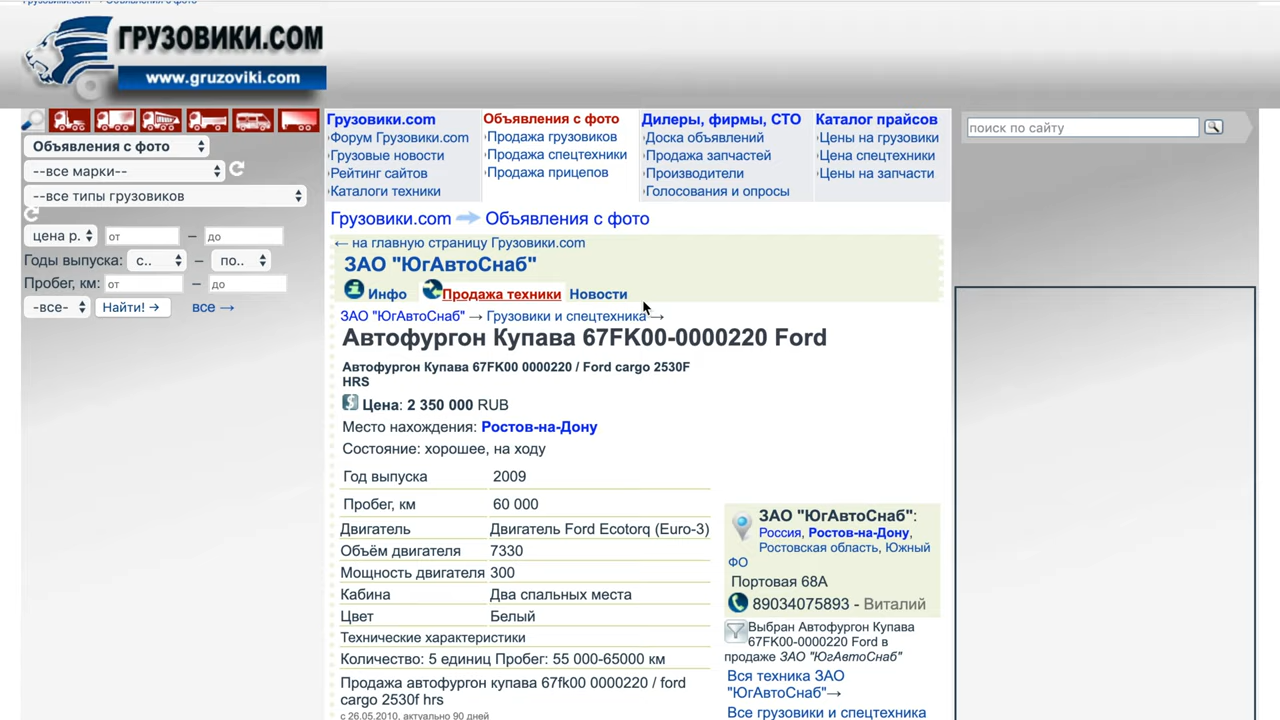 Грузовики.com → Объявления с фото
ГРУЗОВИКИ.COM
www.gruzoviki.com
Объявления с фото
--все марки--
--все типы грузовиков
цена р. от – до
Годы выпуска: с.. – по..
Пробег, км: от – до
-все- Найти! → все →
Грузовики.com
Форум Грузовики.com
Грузовые новости
Рейтинг сайтов
Каталоги техники
Объявления с фото
Продажа грузовиков
Продажа спецтехники
Продажа прицепов
Дилеры, фирмы, СТО
Доска объявлений
Продажа запчастей
Производители
Голосования и опросы
Каталог прайсов
Цены на грузовики
Цена спецтехники
Цены на запчасти
поиск по сайту
Грузовики.com Объявления с фото
← на главную страницу Грузовики.com
ЗАО "ЮгАвтоСнаб"
Инфо Продажа техники Новости
ЗАО "ЮгАвтоСнаб" → Грузовики и спецтехника →
Автофургон Купава 67FK00-0000220 Ford
Автофургон Купава 67FK00 0000220 / Ford cargo 2530F
HRS
Цена: 2 350 000 RUB
Место нахождения: Ростов-на-Дону
Состояние: хорошее, на ходу
Год выпуска 2009
Пробег, км 60 000
Двигатель Двигатель Ford Ecotorq (Euro-3)
Объём двигателя 7330
Мощность двигателя 300
Кабина Два спальных места
Цвет Белый
Технические характеристики
Количество: 5 единиц Пробег: 55 000-65000 км
Продажа автофургон купава 67fk00 0000220 / ford
cargo 2530f hrs
с 26.05.2010, актуально 90 дней
ЗАО "ЮгАвтоСнаб":
Россия, Ростов-на-Дону,
Ростовская область, Южный
ФО
Портовая 68А
89034075893 - Виталий
Выбран Автофургон Купава
67FK00-0000220 Ford в
продаже ЗАО "ЮгАвтоСнаб"
Вся техника ЗАО
"ЮгАвтоСнаб"→
Все грузовики и спецтехника